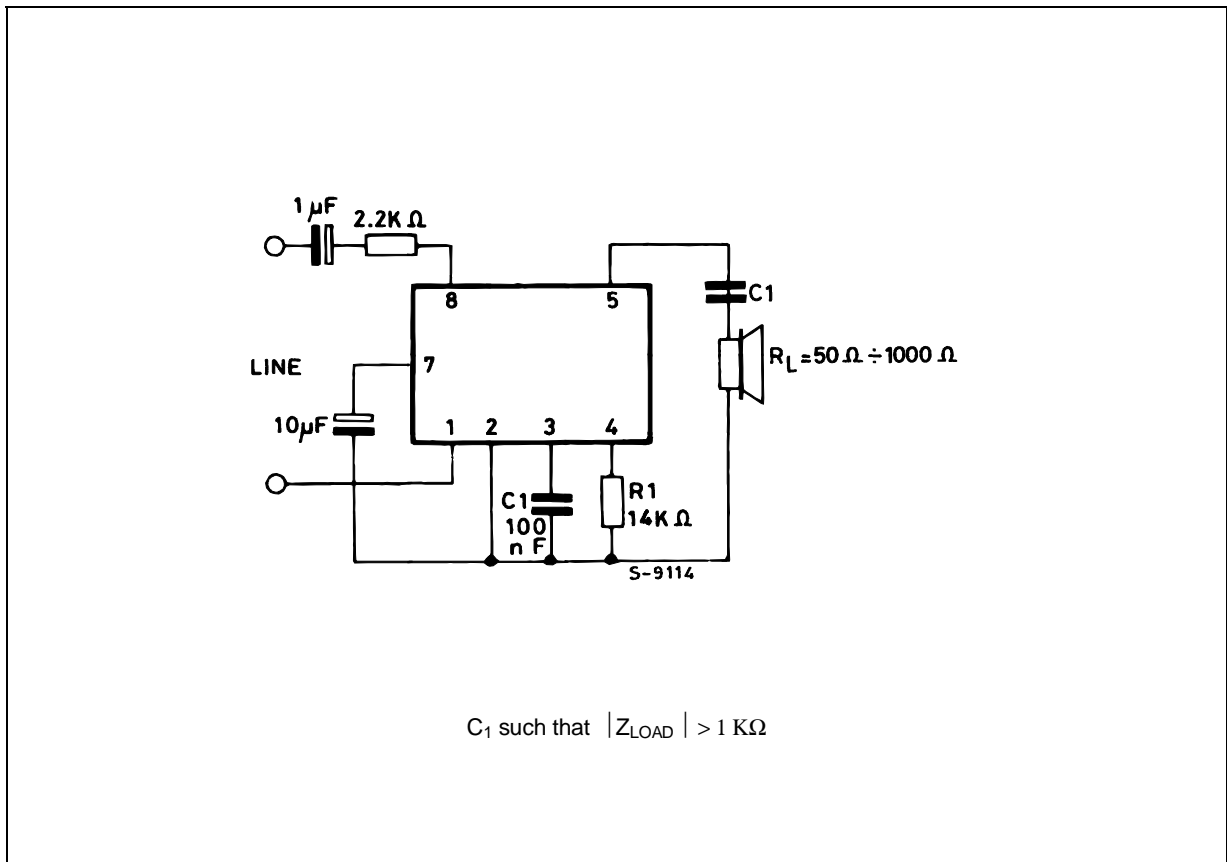 1 µF
2.2K Ω
8
5
C1
LINE
7
R_L = 50 Ω ÷ 1000 Ω
10µF
1
2
3
4
C1
100
n F
R1
14K Ω
S-9114
C₁ such that |Z_LOAD| > 1 KΩ